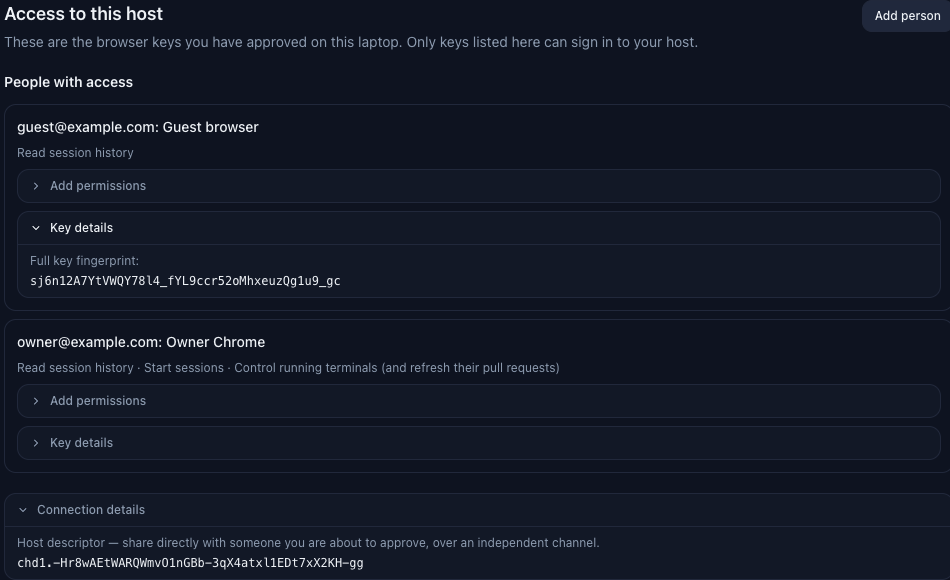 Access to this host
Add person
These are the browser keys you have approved on this laptop. Only keys listed here can sign in to your host.
People with access
guest@example.com: Guest browser
Read session history
Add permissions
Key details
Full key fingerprint:
sj6n12A7YtVWQY78l4_fYL9ccr52oMhxeuzQg1u9_gc
owner@example.com: Owner Chrome
Read session history · Start sessions · Control running terminals (and refresh their pull requests)
Add permissions
Key details
Connection details
Host descriptor — share directly with someone you are about to approve, over an independent channel.
chd1.-Hr8wAEtWARQWmvO1nGBb-3qX4atxl1EDt7xX2KH-gg